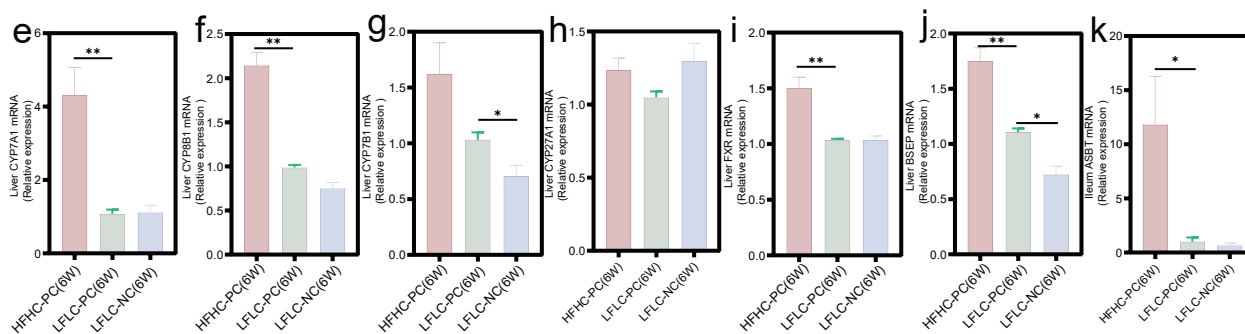 e
6
4
2
0
**
Liver CYP7A1 mRNA
(Relative expression )
HFHC-PC(6W)
LFLC-PC(6W)
LFLC-NC(6W)
f
2.5
2.0
1.5
1.0
0.5
0.0
**
Liver CYP8B1 mRNA
(Relative expression )
HFHC-PC(6W)
LFLC-PC(6W)
LFLC-NC(6W)
g
2.0
1.5
1.0
0.5
0.0
*
Liver CYP7B1 mRNA
(Relative expression )
HFHC-PC(6W)
LFLC-PC(6W)
LFLC-NC(6W)
h
1.5
1.0
0.5
0.0
Liver CYP27A1 mRNA
(Relative expression )
HFHC-PC(6W)
LFLC-PC(6W)
LFLC-NC(6W)
i
2.0
1.5
1.0
0.5
0.0
**
Liver FXR mRNA
(Relative expression )
HFHC-PC(6W)
LFLC-PC(6W)
LFLC-NC(6W)
j
2.0
1.5
1.0
0.5
0.0
**
*
Liver BSEP mRNA
(Relative expression )
HFHC-PC(6W)
LFLC-PC(6W)
LFLC-NC(6W)
k
20
15
10
5
0
*
Ileum ASBT mRNA
(Relative expression )
HFHC-PC(6W)
LFLC-PC(6W)
LFLC-NC(6W)